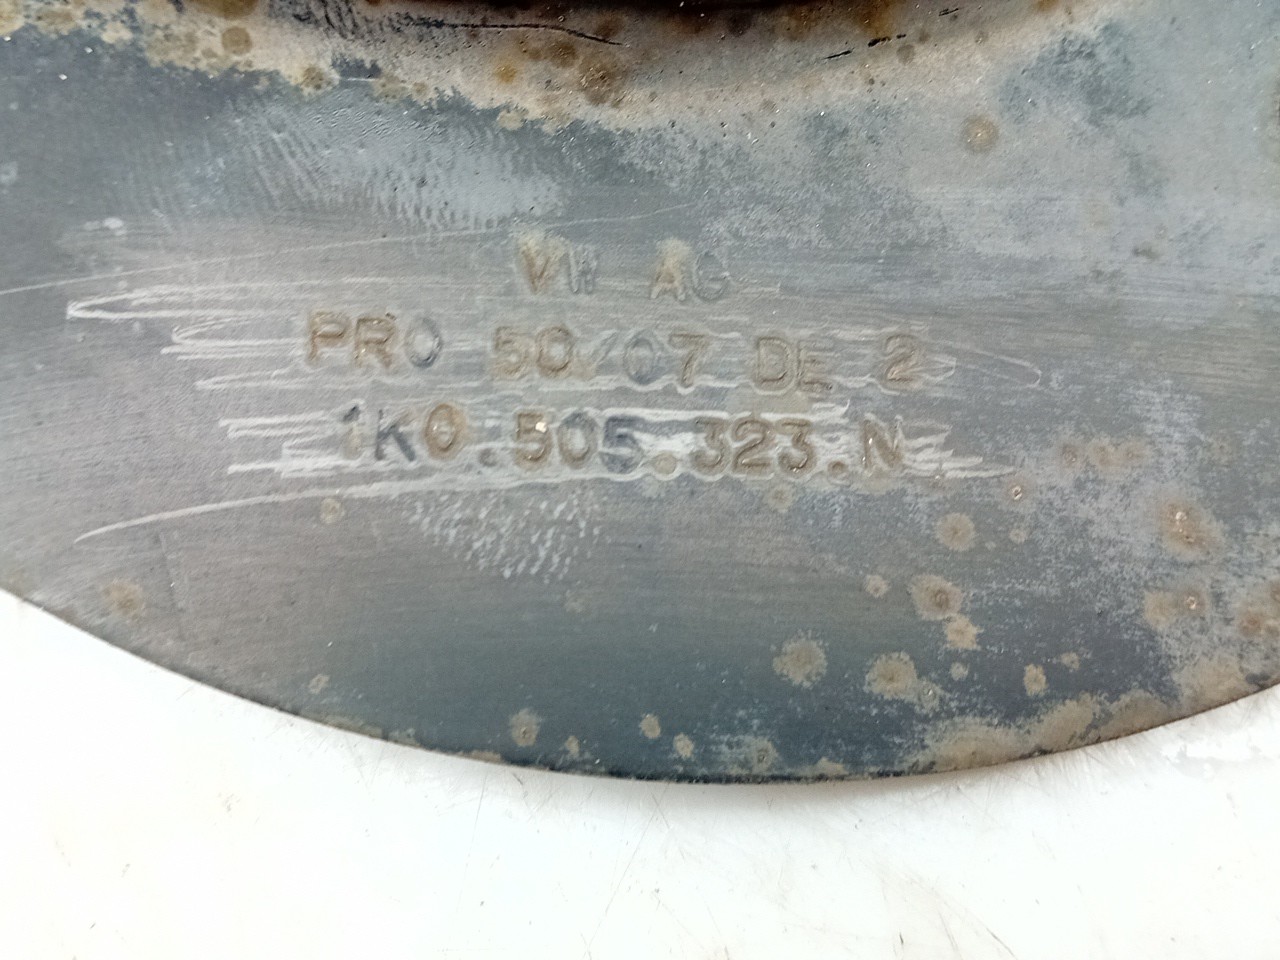 VW AG
PRO 50/07 DE 2
1K0.505.323.N